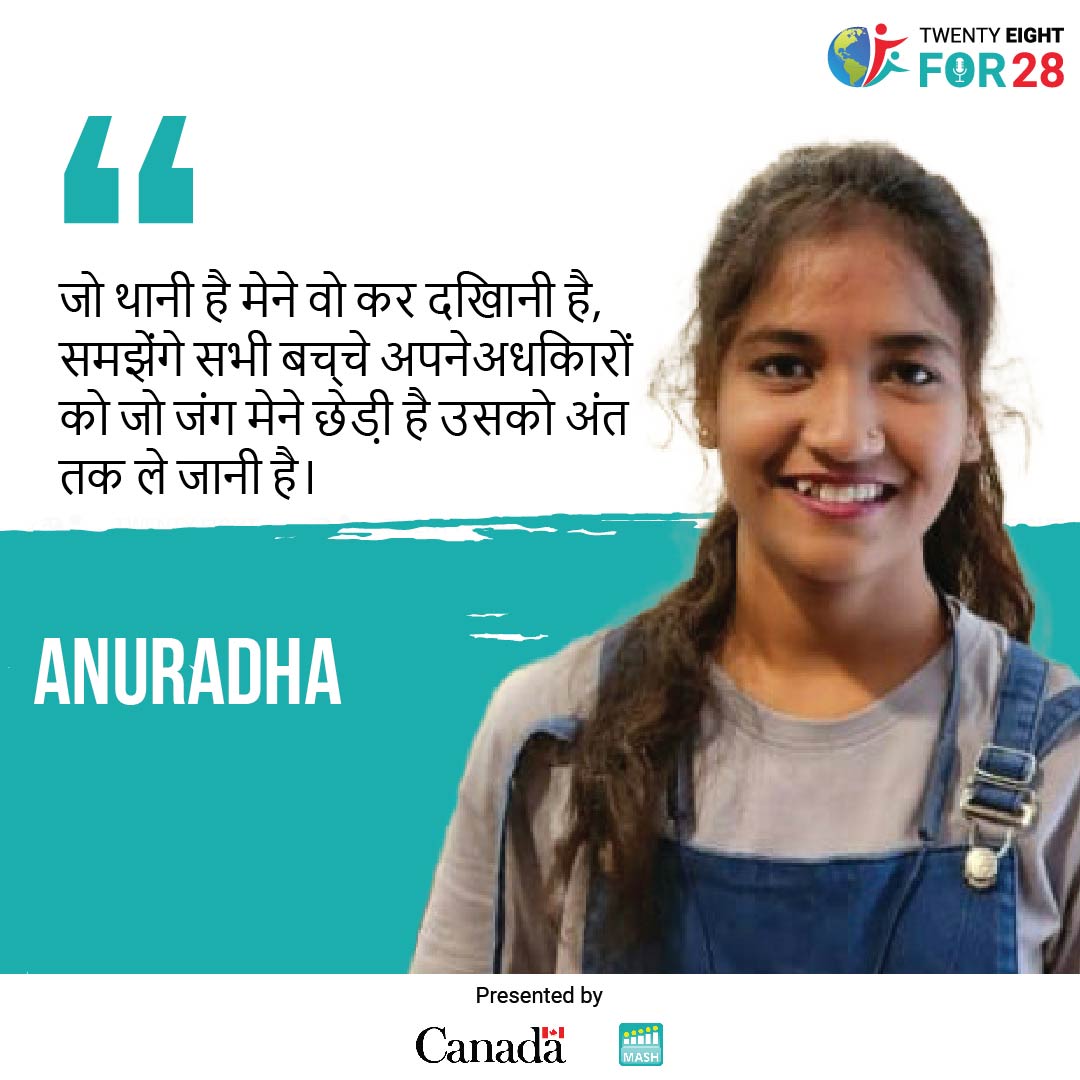 TWENTY EIGHT
FOR 28
जो थानी है मेने वो कर दखिानी है,
समझेंगे सभी बच्चे अपनेअधकिारों
को जो जंग मेने छेड़ी है उसको अंत
तक ले जानी है।
ANURADHA
Presented by
Canada
MASH